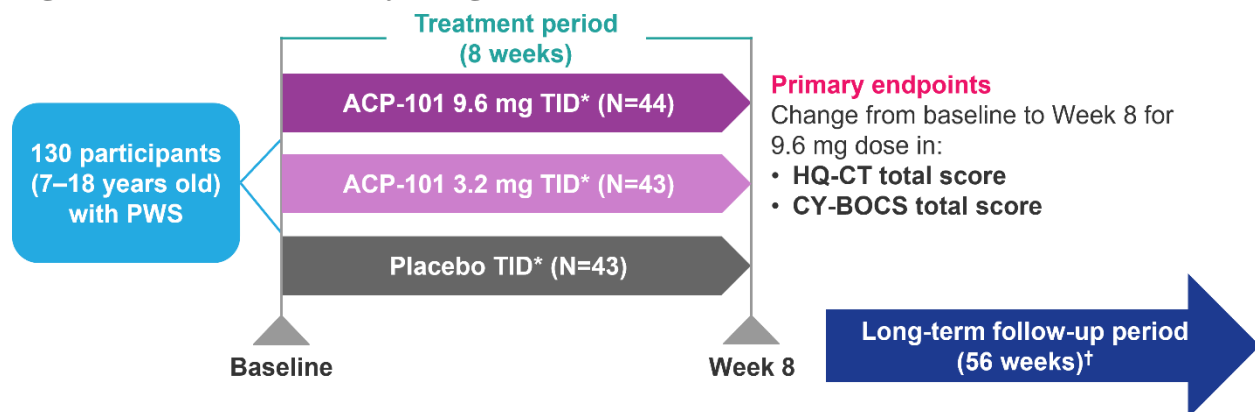 Treatment period
(8 weeks)
ACP-101 9.6 mg TID* (N=44)
130 participants
(7–18 years old)
with PWS
ACP-101 3.2 mg TID* (N=43)
Placebo TID* (N=43)
Baseline
Week 8
Primary endpoints
Change from baseline to Week 8 for
9.6 mg dose in:
• HQ-CT total score
• CY-BOCS total score
Long-term follow-up period
(56 weeks)†